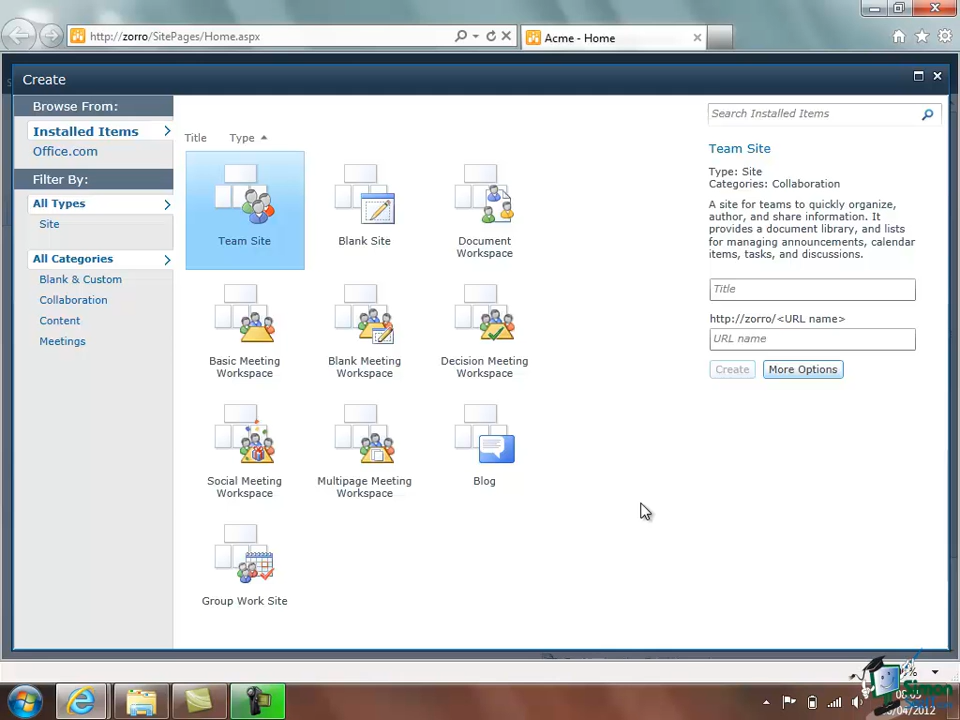 http://zorro/SitePages/Home.aspx
Acme - Home
Create
Browse From:
Installed Items
Office.com
Filter By:
All Types
Site
All Categories
Blank & Custom
Collaboration
Content
Meetings
Title Type
Team Site
Blank Site
Document
Workspace
Basic Meeting
Workspace
Blank Meeting
Workspace
Decision Meeting
Workspace
Social Meeting
Workspace
Multipage Meeting
Workspace
Blog
Group Work Site
Search Installed Items
Team Site
Type: Site
Categories: Collaboration
A site for teams to quickly organize,
author, and share information. It
provides a document library, and lists
for managing announcements, calendar
items, tasks, and discussions.
Title
http://zorro/<URL name>
URL name
Create More Options
Simon